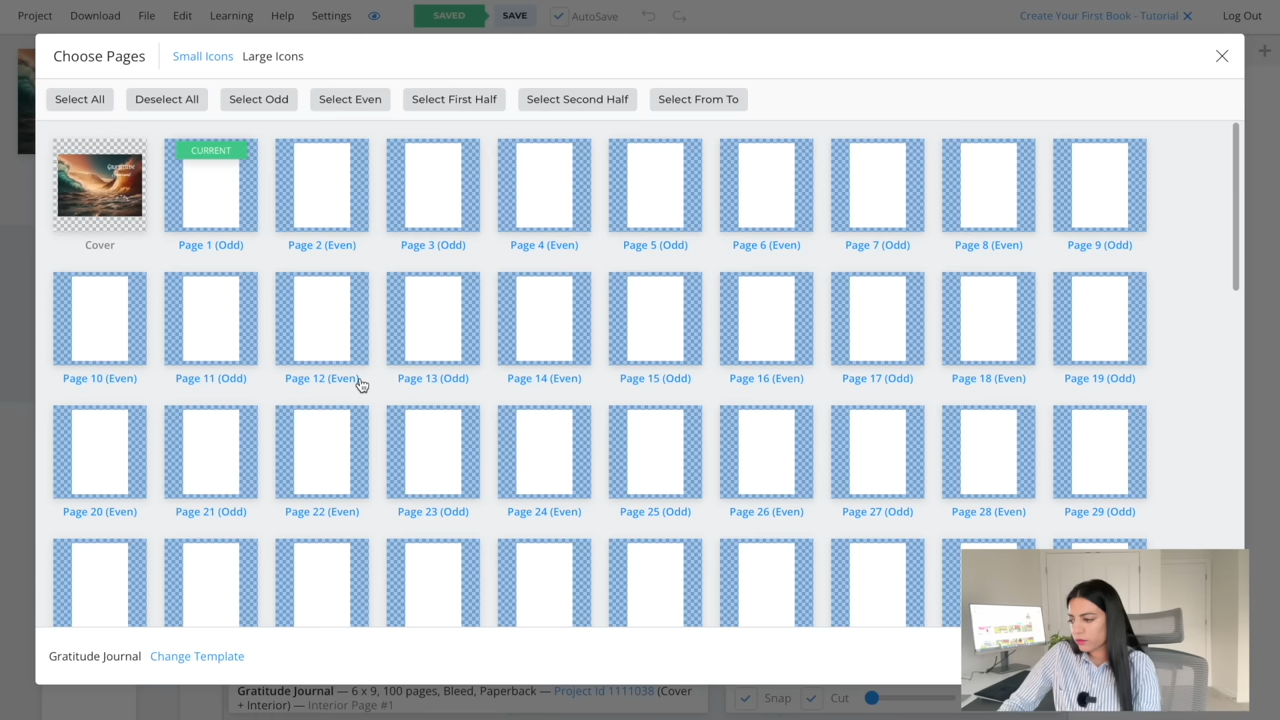 Project Download File Edit Learning Help Settings SAVED SAVE AutoSave Create Your First Book - Tutorial Log Out
Choose Pages Small Icons Large Icons
Select All Deselect All Select Odd Select Even Select First Half Select Second Half Select From To
CURRENT
Gratitude
Cover Page 1 (Odd) Page 2 (Even) Page 3 (Odd) Page 4 (Even) Page 5 (Odd) Page 6 (Even) Page 7 (Odd) Page 8 (Even) Page 9 (Odd)
Page 10 (Even) Page 11 (Odd) Page 12 (Even) Page 13 (Odd) Page 14 (Even) Page 15 (Odd) Page 16 (Even) Page 17 (Odd) Page 18 (Even) Page 19 (Odd)
Page 20 (Even) Page 21 (Odd) Page 22 (Even) Page 23 (Odd) Page 24 (Even) Page 25 (Odd) Page 26 (Even) Page 27 (Odd) Page 28 (Even) Page 29 (Odd)
Gratitude Journal Change Template
Gratitude Journal — 6 x 9, 100 pages, Bleed, Paperback — Project Id 1111038 (Cover
+ Interior) — Interior Page #1
Snap Cut